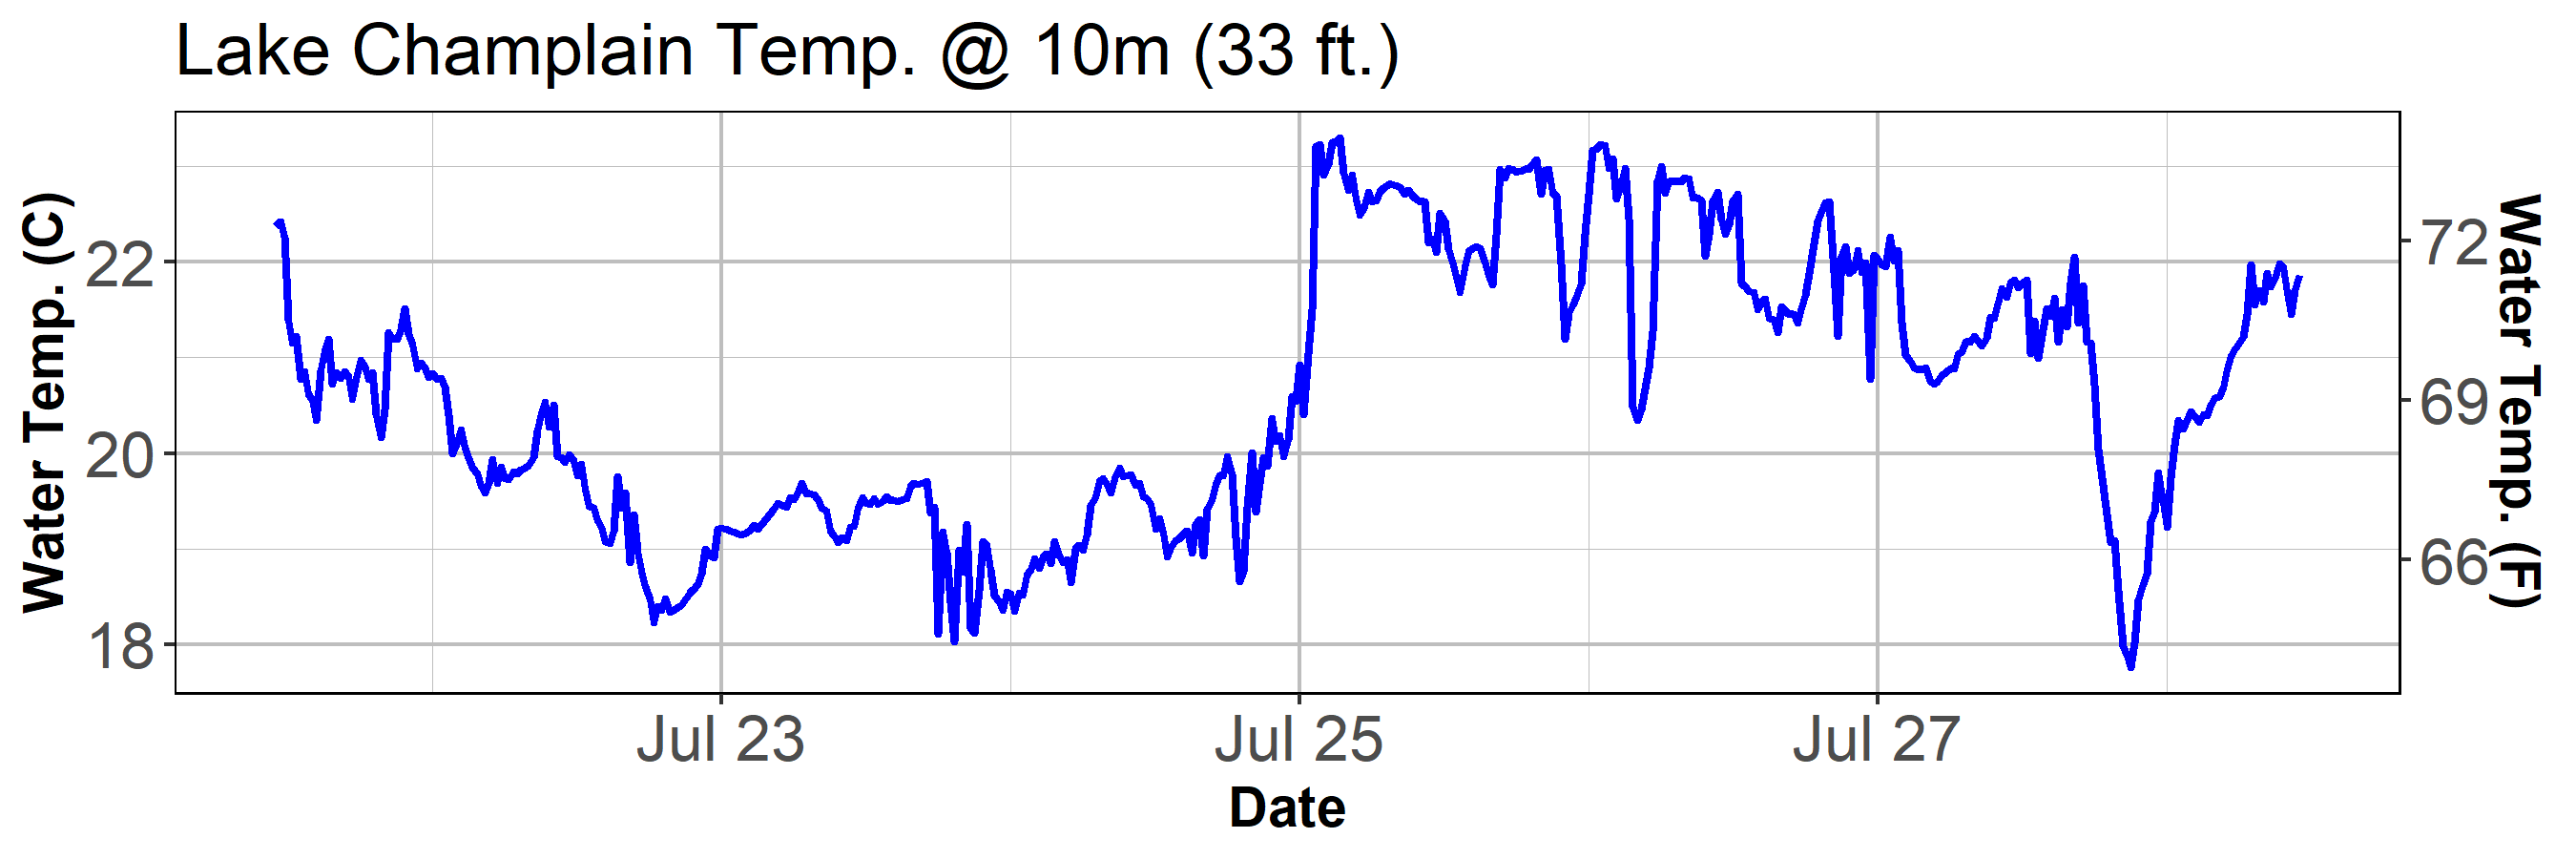 Lake Champlain Temp. @ 10m (33 ft.)
Water Temp. (C)
22
20
18
72
69
66
Water Temp. (F)
Jul 23
Jul 25
Jul 27
Date